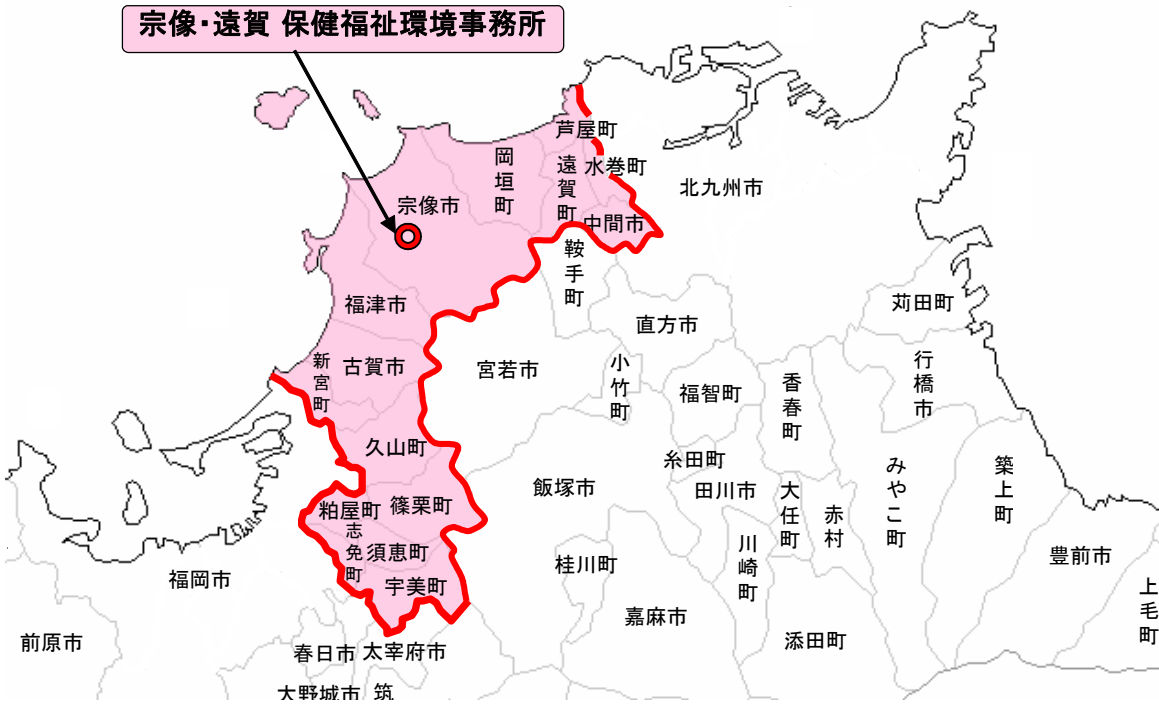 宗像・遠賀 保健福祉環境事務所
芦屋町
水巻町
岡垣町
遠賀町
北九州市
宗像市
中間市
鞍手町
福津市
苅田町
直方市
新宮町
古賀市
宮若市
小竹町
福智町
香春町
行橋市
久山町
糸田町
みやこ町
築上町
飯塚市
田川市
大任町
赤村
粕屋町
篠栗町
志免町
須恵町
川崎町
豊前市
桂川町
福岡市
宇美町
上毛町
嘉麻市
前原市
添田町
春日市
太宰府市
大野城市
筑